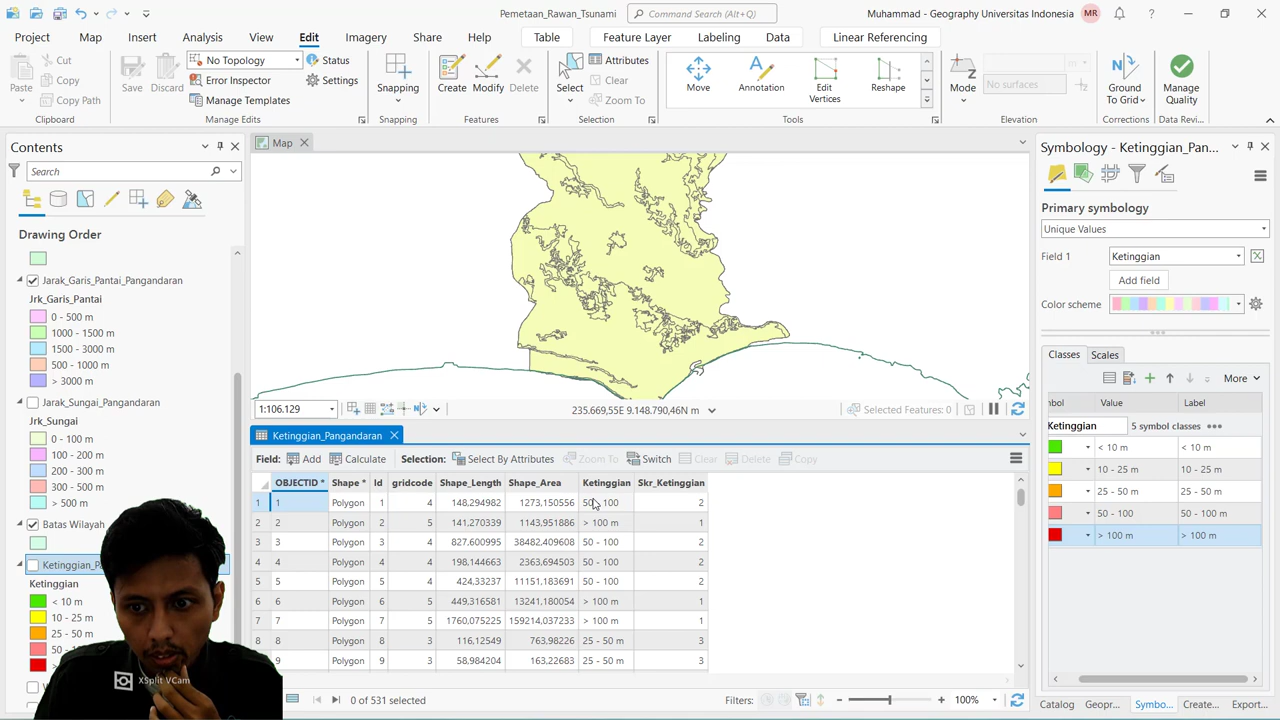 Pemetaan_Rawan_Tsunami
Command Search (Alt+Q)
Muhammad - Geography Universitas Indonesia
MR
Project Map Insert Analysis View Edit Imagery Share Help Table Feature Layer Labeling Data Linear Referencing
Paste
Cut
Copy
Copy Path
Clipboard
Save
Discard
No Topology
Error Inspector
Manage Templates
Status
Settings
Manage Edits
Snapping
Snapping
Create
Modify
Delete
Features
Select
Attributes
Clear
Zoom To
Selection
Move
Annotation
Edit
Vertices
Reshape
Tools
Mode
m
No surfaces
Elevation
Ground
To Grid
Corrections
Manage
Quality
Data Revi...
Contents
Search
Drawing Order
Jarak_Garis_Pantai_Pangandaran
Jrk_Garis_Pantai
0 - 500 m
1000 - 1500 m
1500 - 3000 m
500 - 1000 m
> 3000 m
Jarak_Sungai_Pangandaran
Jrk_Sungai
0 - 100 m
100 - 200 m
200 - 300 m
300 - 500 m
> 500 m
Batas Wilayah
Ketinggian_Pa
Ketinggian
< 10 m
10 - 25 m
25 - 50 m
50 -
>
XSplit VCam
Map
1:106.129
235.669,55E 9.148.790,46N m
Selected Features: 0
Ketinggian_Pangandaran
Field: Add Calculate Selection: Select By Attributes Zoom To Switch Clear Delete Copy
OBJECTID * Shape * Id gridcode Shape_Length Shape_Area Ketinggian Skr_Ketinggian
1 1 Polygon 1 4 148,294982 1273,150556 50 - 100 2
2 2 Polygon 2 5 141,270339 1143,951886 > 100 m 1
3 3 Polygon 3 4 827,600995 38482,409608 50 - 100 2
4 4 Polygon 4 4 198,144663 2363,694503 50 - 100 2
5 5 Polygon 5 4 424,33237 11151,183691 50 - 100 2
6 6 Polygon 6 5 449,316581 13241,180054 > 100 m 1
7 7 Polygon 7 5 1760,075225 159214,037233 > 100 m 1
8 8 Polygon 8 3 116,12549 763,98226 25 - 50 m 3
9 9 Polygon 9 3 58,984204 163,22683 25 - 50 m 3
0 of 531 selected
Filters:
100%
Symbology - Ketinggian_Pan...
Primary symbology
Unique Values
Field 1 Ketinggian
Add field
Color scheme
Classes Scales
More
bol Value Label
Ketinggian 5 symbol classes
< 10 m < 10 m
10 - 25 m 10 - 25 m
25 - 50 m 25 - 50 m
50 - 100 50 - 100 m
> 100 m > 100 m
Catalog Geopr... Symbo... Create... Export...